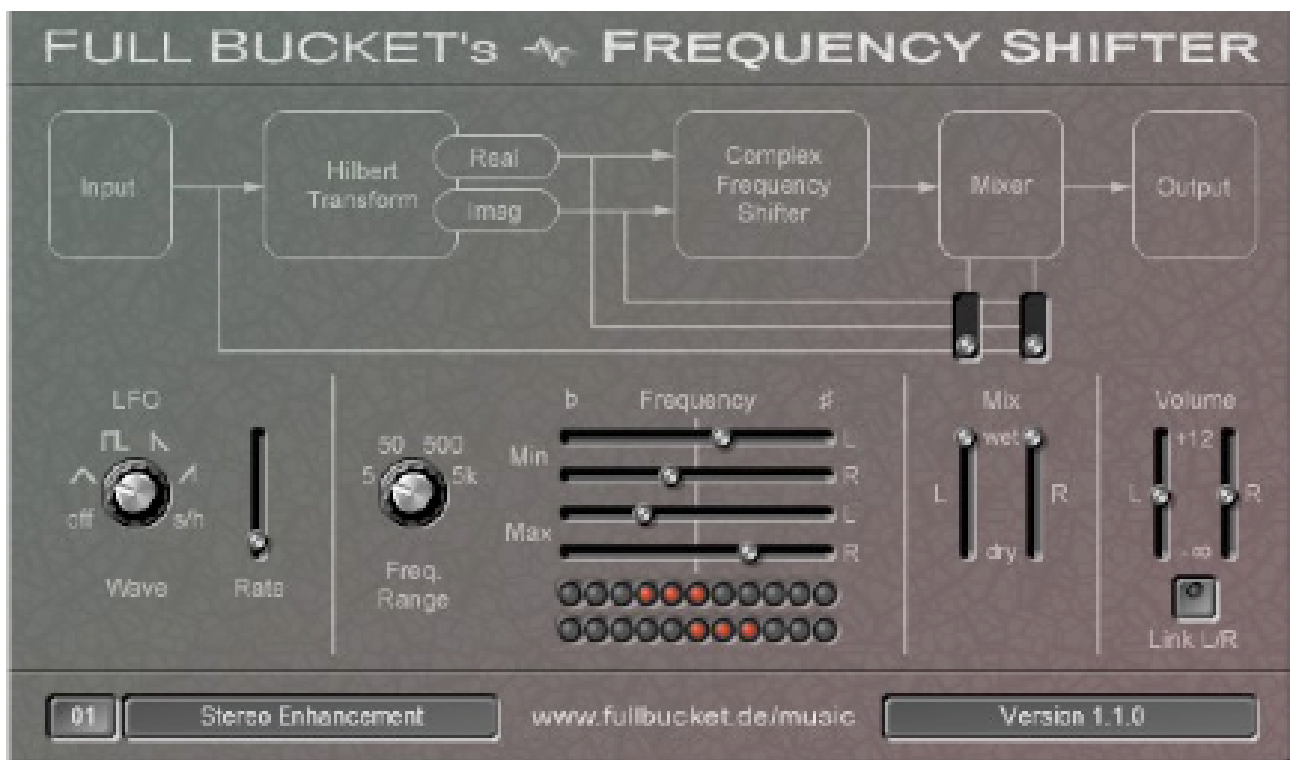 FULL BUCKET's FREQUENCY SHIFTER
Input
Hilbert
Transform
Real
Imag
Complex
Frequency
Shifter
Mixer
Output
LFO
off
s/h
Wave
Rate
5 50 500 5k
Freq.
Range
b Frequency ♯
Min
L
R
Max
L
R
Mix
wet
L R
dry
Volume
+12
L R
-∞
Link L/R
01 Stereo Enhancement www.fullbucket.de/music Version 1.1.0